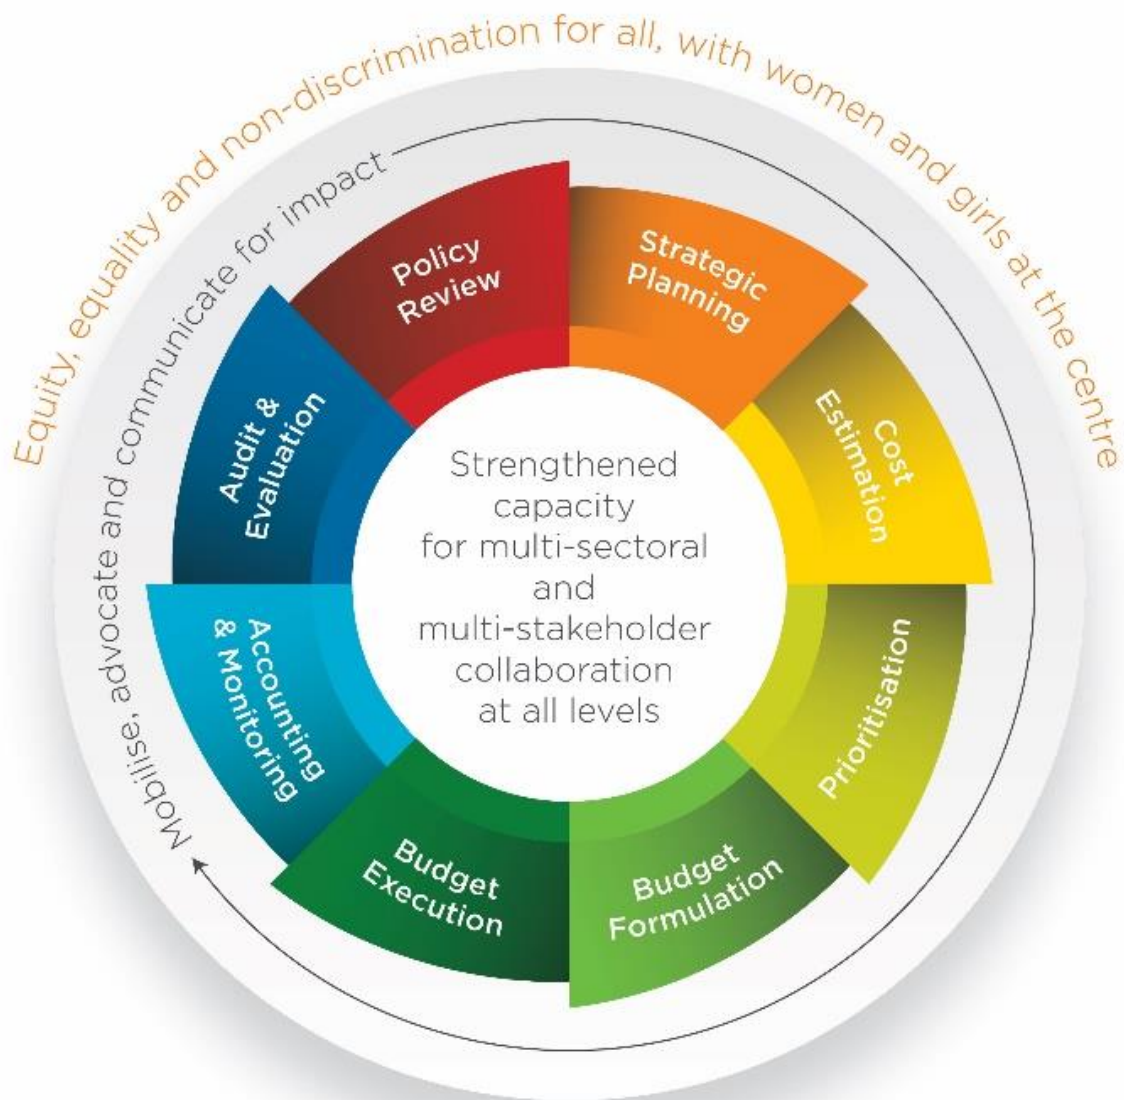 Equity, equality and non-discrimination for all, with women and girls at the centre
Mobilise, advocate and communicate for impact
Policy
Review
Strategic
Planning
Cost
Estimation
Prioritisation
Budget
Formulation
Budget
Execution
Accounting
& Monitoring
Audit &
Evaluation
Strengthened
capacity
for multi-sectoral
and
multi-stakeholder
collaboration
at all levels